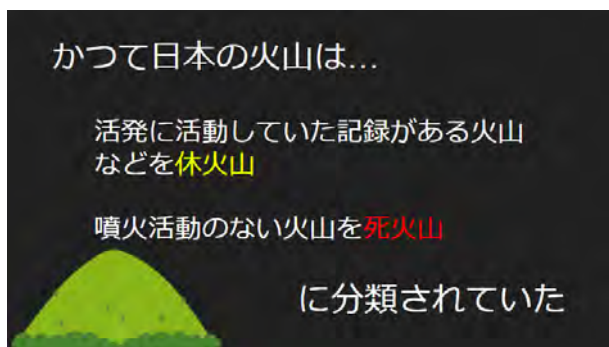 かつて日本の火山は…
活発に活動していた記録がある火山
などを休火山
噴火活動のない火山を死火山
に分類されていた